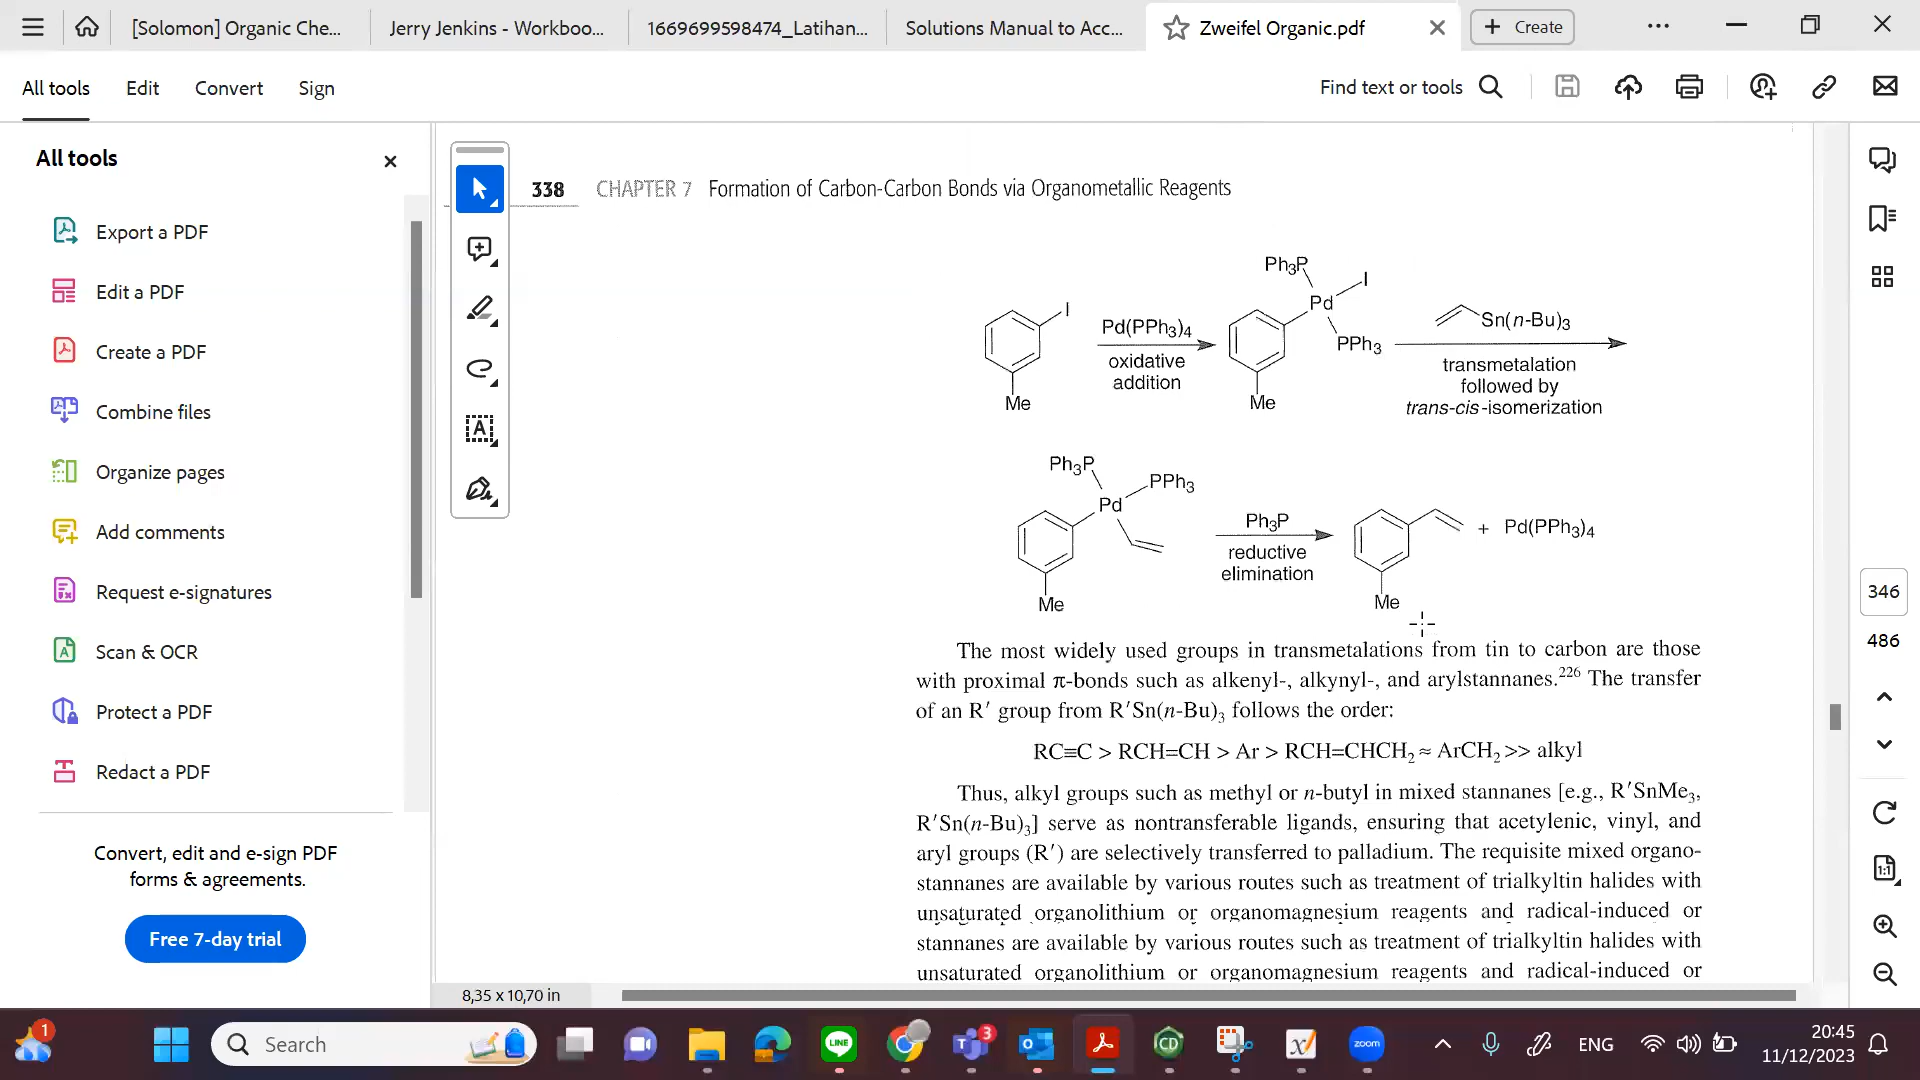 [Solomon] Organic Che...
Jerry Jenkins - Workboo...
1669699598474_Latihan...
Solutions Manual to Acc...
Zweifel Organic.pdf
Create
All tools
Edit
Convert
Sign
Find text or tools
All tools
Export a PDF
Edit a PDF
Create a PDF
Combine files
Organize pages
Add comments
Request e-signatures
Scan & OCR
Protect a PDF
Redact a PDF
Convert, edit and e-sign PDF
forms & agreements.
Free 7-day trial
338 CHAPTER 7 Formation of Carbon-Carbon Bonds via Organometallic Reagents
I
Me
Pd(PPh3)4
oxidative
addition
Ph3P
I
Pd
PPh3
Me
Sn(n-Bu)3
transmetalation
followed by
trans-cis-isomerization
Ph3P
PPh3
Pd
Me
Ph3P
reductive
elimination
Me
+ Pd(PPh3)4
The most widely used groups in transmetalations from tin to carbon are those
with proximal π-bonds such as alkenyl-, alkynyl-, and arylstannanes.226 The transfer
of an R′ group from R′Sn(n-Bu)3 follows the order:
RC≡C > RCH=CH > Ar > RCH=CHCH2 ≈ ArCH2 >> alkyl
Thus, alkyl groups such as methyl or n-butyl in mixed stannanes [e.g., R′SnMe3,
R′Sn(n-Bu)3] serve as nontransferable ligands, ensuring that acetylenic, vinyl, and
aryl groups (R′) are selectively transferred to palladium. The requisite mixed organo-
stannanes are available by various routes such as treatment of trialkyltin halides with
unsaturated organolithium or organomagnesium reagents and radical-induced or
stannanes are available by various routes such as treatment of trialkyltin halides with
unsaturated organolithium or organomagnesium reagents and radical-induced or
8,35 x 10,70 in
346
486
1:1
1
Search
LINE
3
CD
zoom
ENG
20:45
11/12/2023